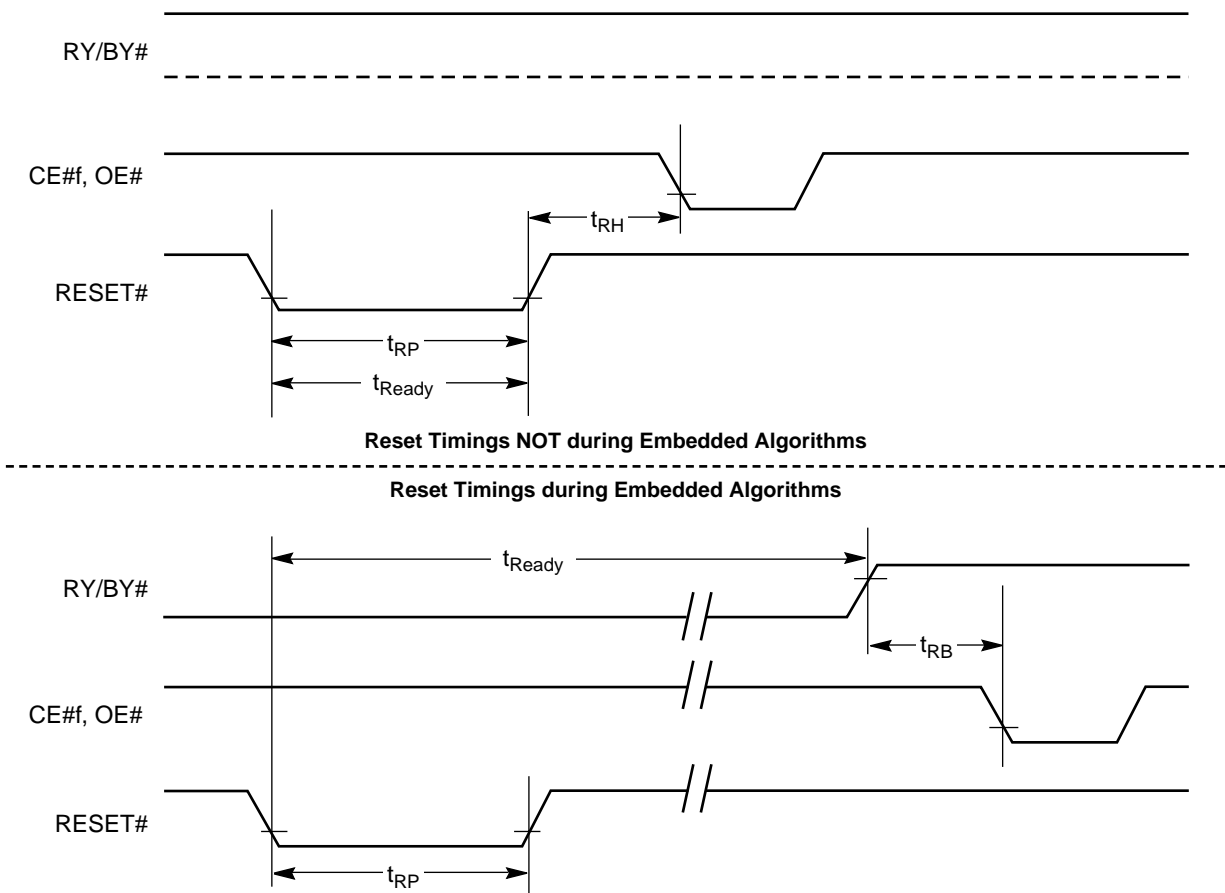 RY/BY#
CE#f, OE#
tRH
RESET#
tRP
tReady
Reset Timings NOT during Embedded Algorithms
Reset Timings during Embedded Algorithms
tReady
RY/BY#
tRB
CE#f, OE#
RESET#
tRP